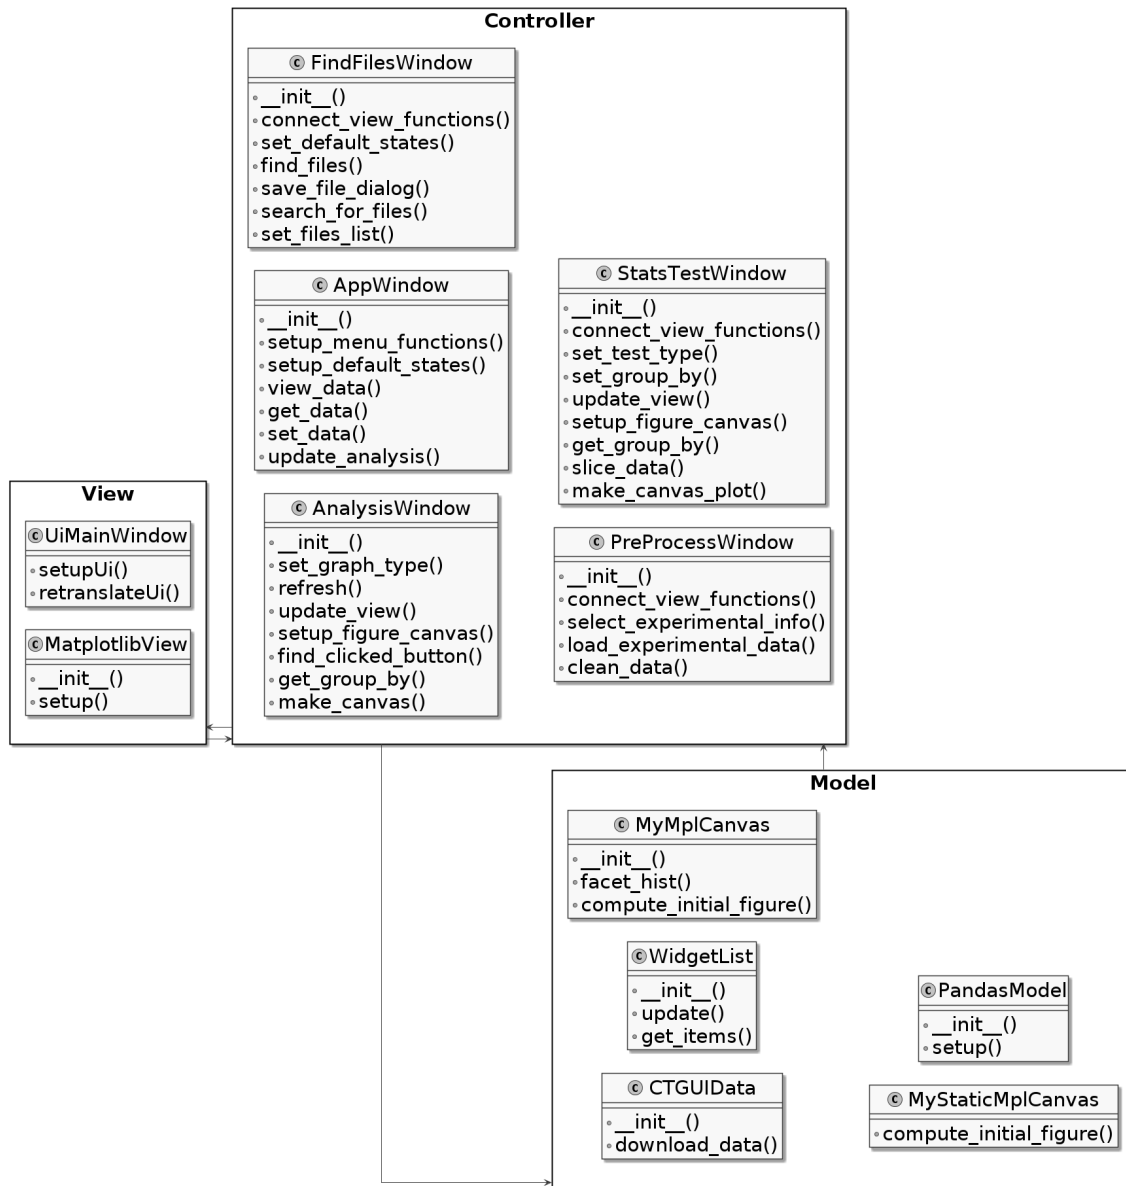 Controller
C FindFilesWindow
__init__()
connect_view_functions()
set_default_states()
find_files()
save_file_dialog()
search_for_files()
set_files_list()
C AppWindow
__init__()
setup_menu_functions()
setup_default_states()
view_data()
get_data()
set_data()
update_analysis()
C AnalysisWindow
__init__()
set_graph_type()
refresh()
update_view()
setup_figure_canvas()
find_clicked_button()
get_group_by()
make_canvas()
C StatsTestWindow
__init__()
connect_view_functions()
set_test_type()
set_group_by()
update_view()
setup_figure_canvas()
get_group_by()
slice_data()
make_canvas_plot()
C PreProcessWindow
__init__()
connect_view_functions()
select_experimental_info()
load_experimental_data()
clean_data()
View
C UiMainWindow
setupUi()
retranslateUi()
C MatplotlibView
__init__()
setup()
Model
C MyMplCanvas
__init__()
facet_hist()
compute_initial_figure()
C WidgetList
__init__()
update()
get_items()
C CTGUIData
__init__()
download_data()
C PandasModel
__init__()
setup()
C MyStaticMplCanvas
compute_initial_figure()